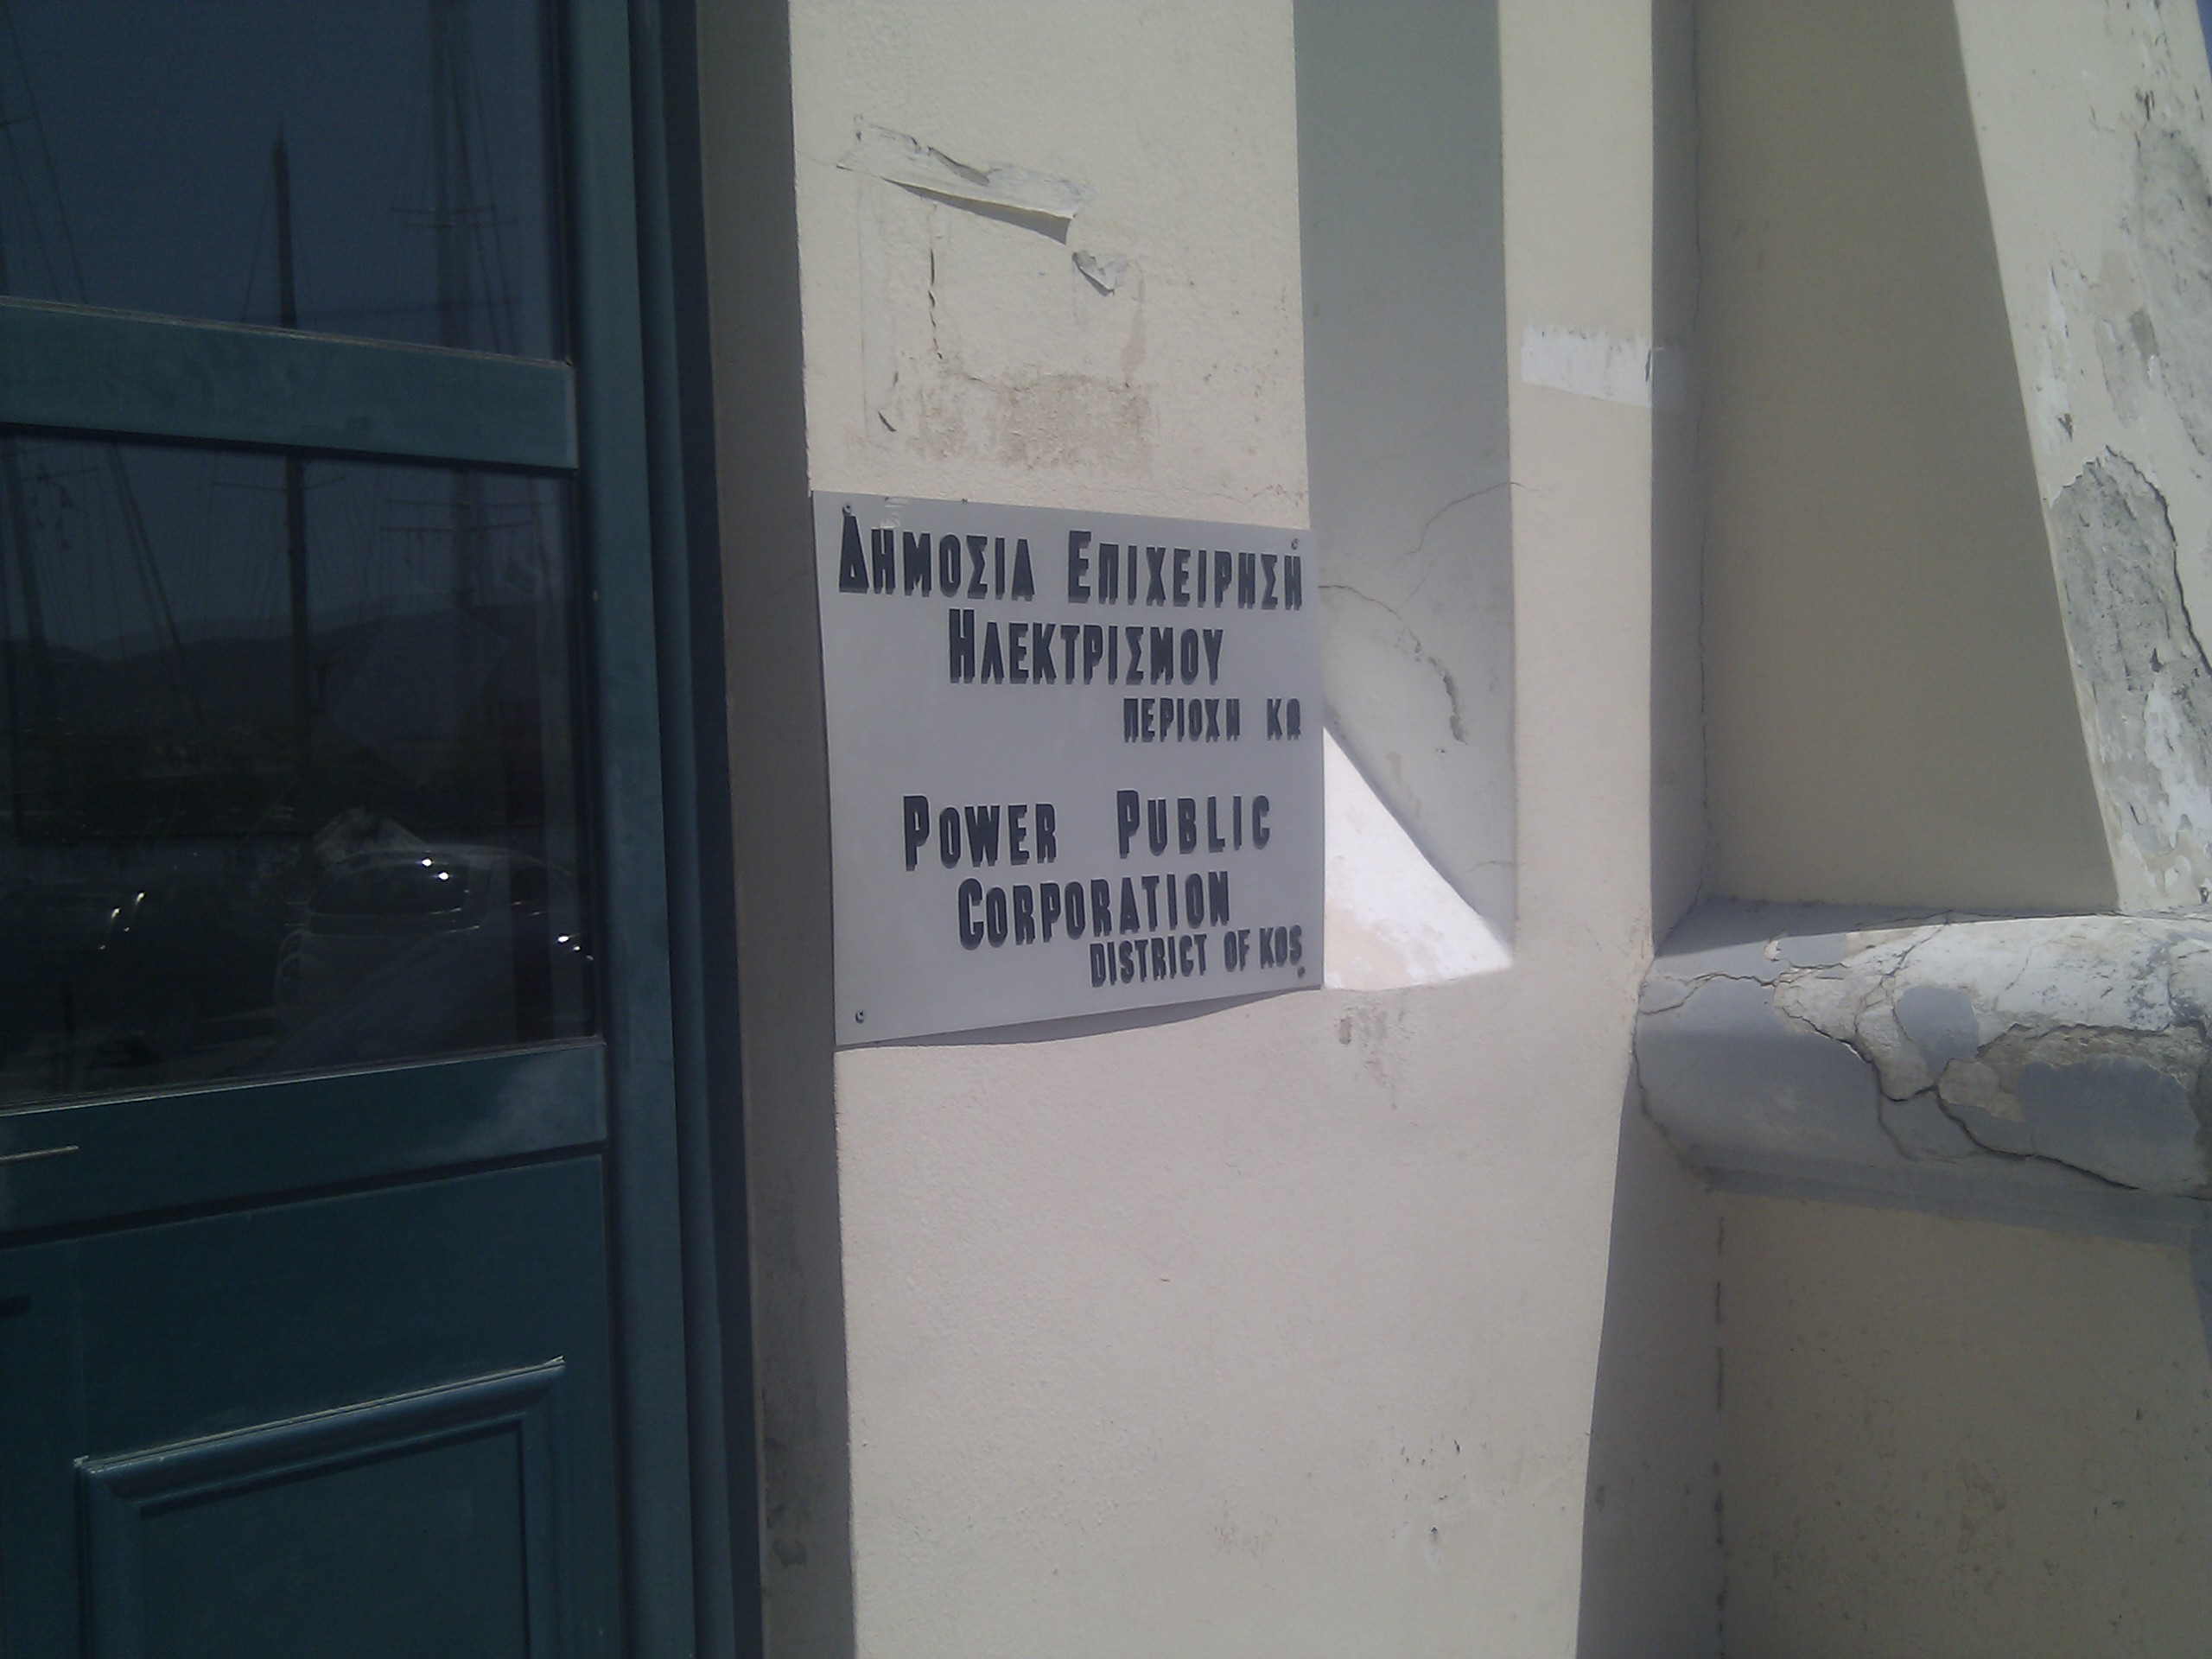 ΔΗΜΟΣΙΑ ΕΠΙΧΕΙΡΗΣΗ
ΗΛΕΚΤΡΙΣΜΟΥ
ΠΕΡΙΟΧΗ ΚΩ
POWER PUBLIC
CORPORATION
DISTRICT OF KOS